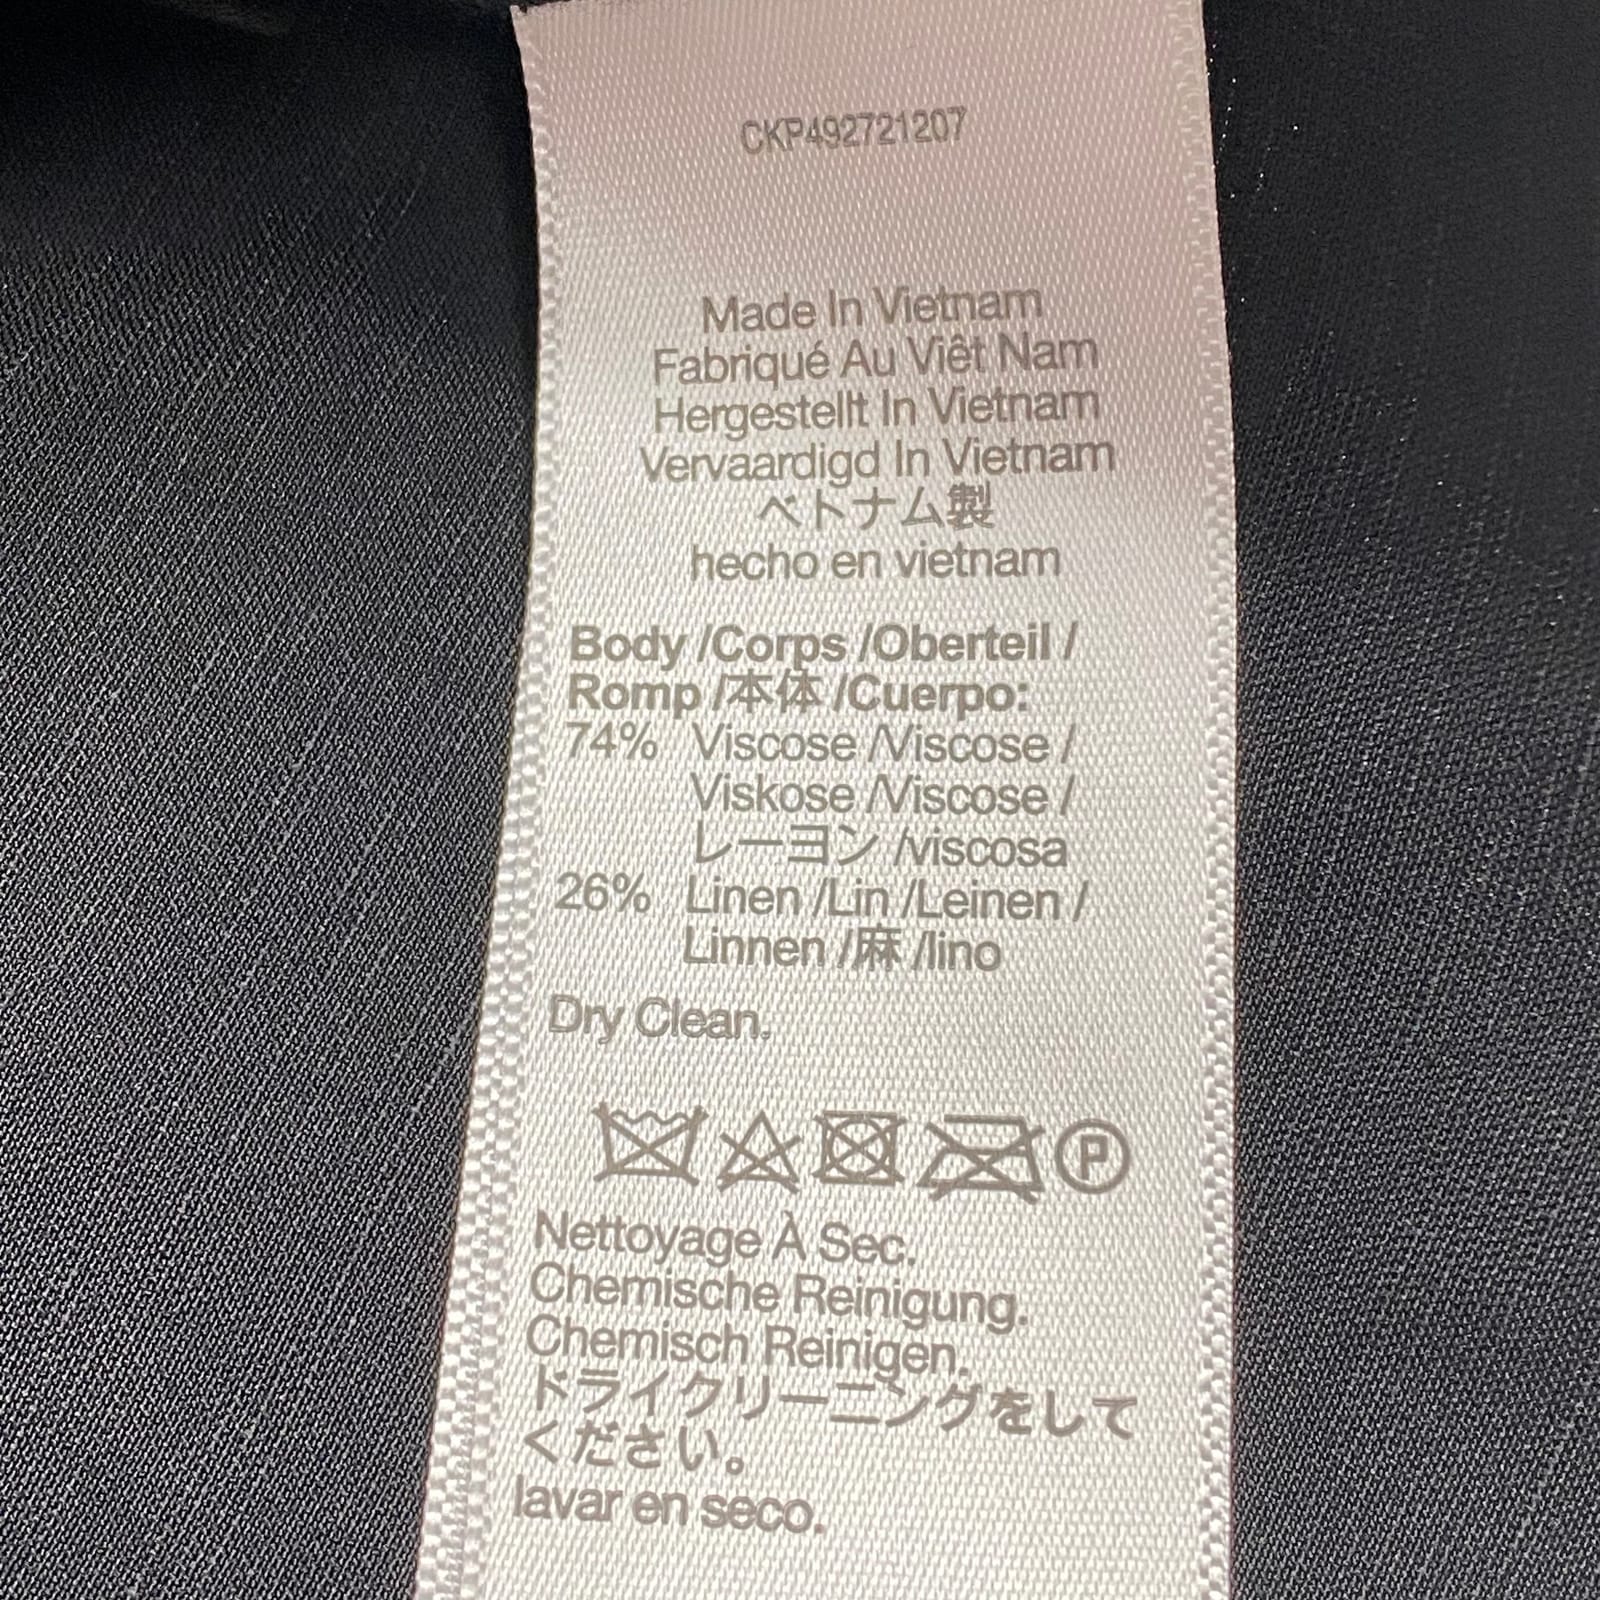 CKP492721207
Made In Vietnam
Fabriqué Au Viêt Nam
Hergestellt In Vietnam
Vervaardigd In Vietnam
ベトナム製
hecho en vietnam
Body /Corps /Oberteil /
Romp /本体 /Cuerpo:
74% Viscose /Viscose /
Viskose /Viscose /
レーヨン /viscosa
26% Linen /Lin /Leinen /
Linnen /麻 /lino
Dry Clean.
P
Nettoyage À Sec.
Chemische Reinigung.
Chemisch Reinigen.
ドライクリーニングをして
ください。
lavar en seco.